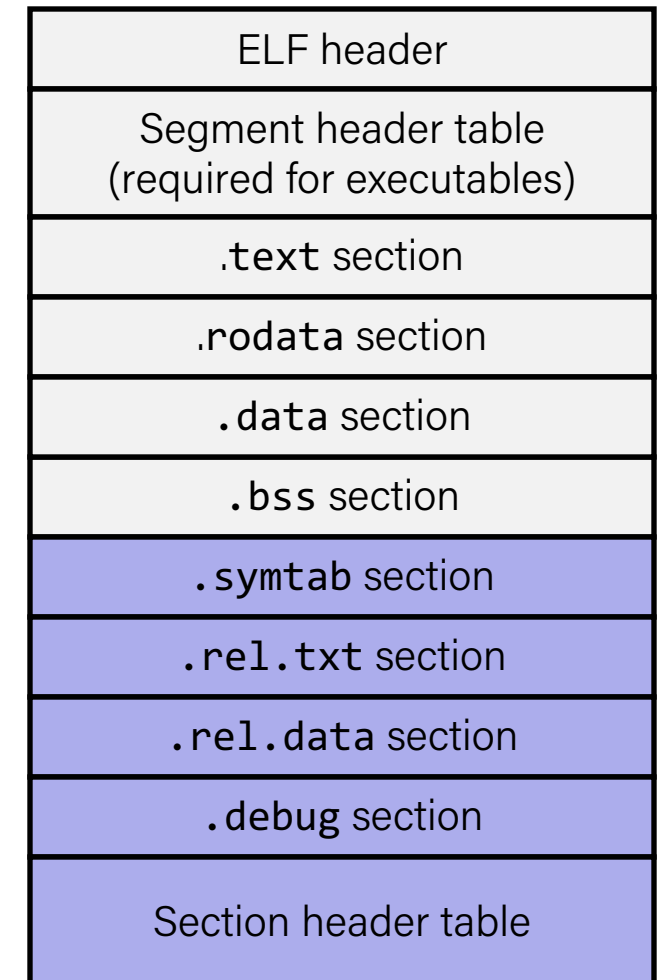 ELF header
Segment header table
(required for executables)
.text section
.rodata section
.data section
.bss section
.symtab section
.rel.txt section
.rel.data section
.debug section
Section header table